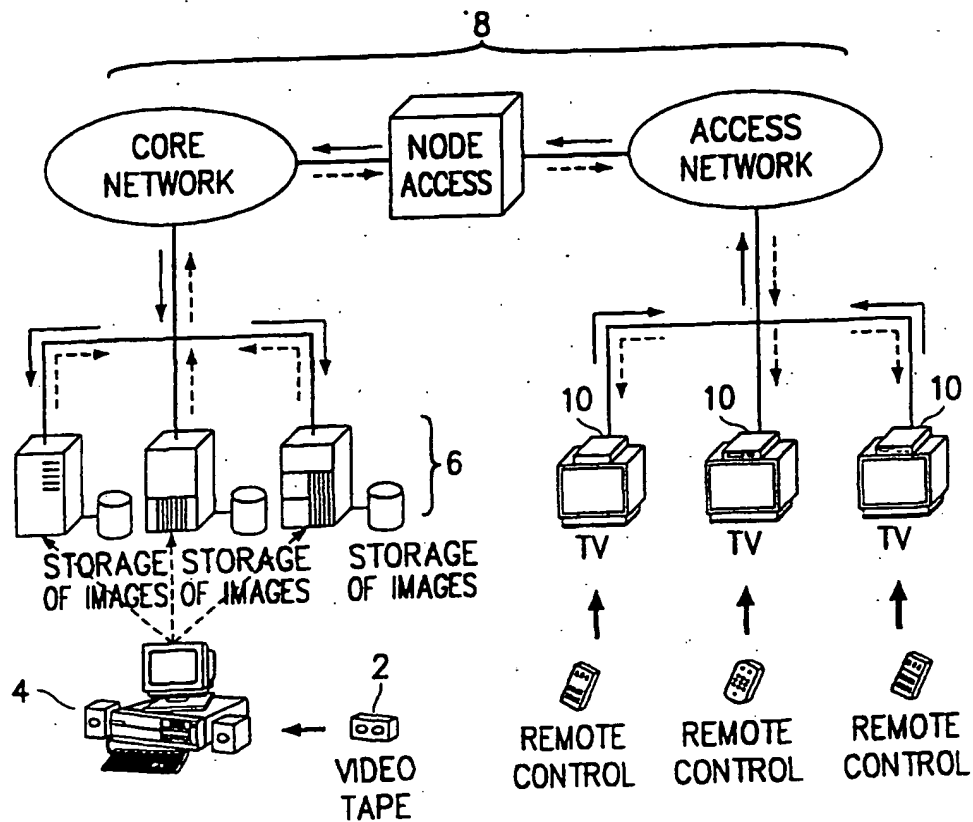 8
CORE
NETWORK
NODE
ACCESS
ACCESS
NETWORK
10
10
10
6
STORAGE
OF IMAGES
STORAGE
OF IMAGES
STORAGE
OF IMAGES
TV
TV
TV
4
2
VIDEO
TAPE
REMOTE
CONTROL
REMOTE
CONTROL
REMOTE
CONTROL